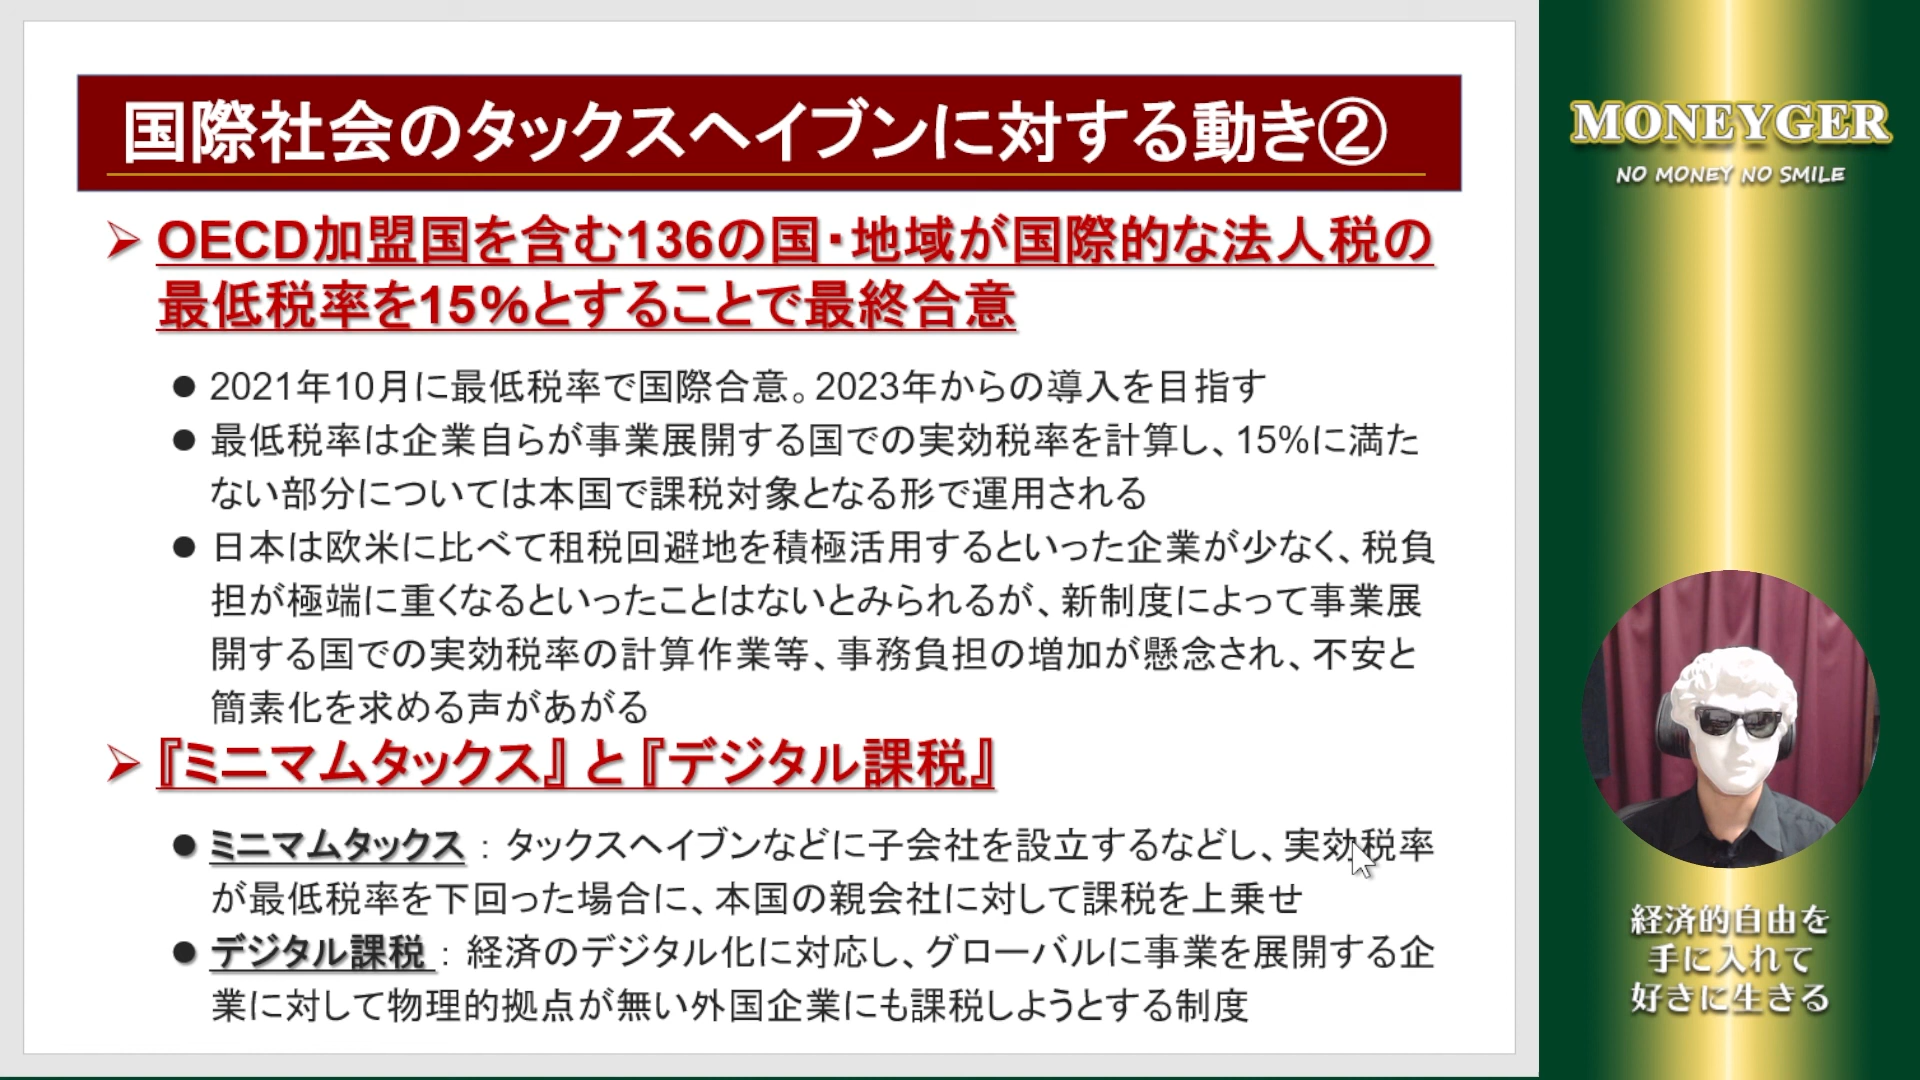 国際社会のタックスヘイブンに対する動き②
OECD加盟国を含む136の国・地域が国際的な法人税の
最低税率を15%とすることで最終合意
2021年10月に最低税率で国際合意。2023年からの導入を目指す
最低税率は企業自らが事業展開する国での実効税率を計算し、15%に満た
ない部分については本国で課税対象となる形で運用される
日本は欧米に比べて租税回避地を積極活用するといった企業が少なく、税負
担が極端に重くなるといったことはないとみられるが、新制度によって事業展
開する国での実効税率の計算作業等、事務負担の増加が懸念され、不安と
簡素化を求める声があがる
『ミニマムタックス』と『デジタル課税』
ミニマムタックス：タックスヘイブンなどに子会社を設立するなどし、実効税率
が最低税率を下回った場合に、本国の親会社に対して課税を上乗せ
デジタル課税：経済のデジタル化に対応し、グローバルに事業を展開する企
業に対して物理的拠点が無い外国企業にも課税しようとする制度
MONEYGER
NO MONEY NO SMILE
経済的自由を
手に入れて
好きに生きる